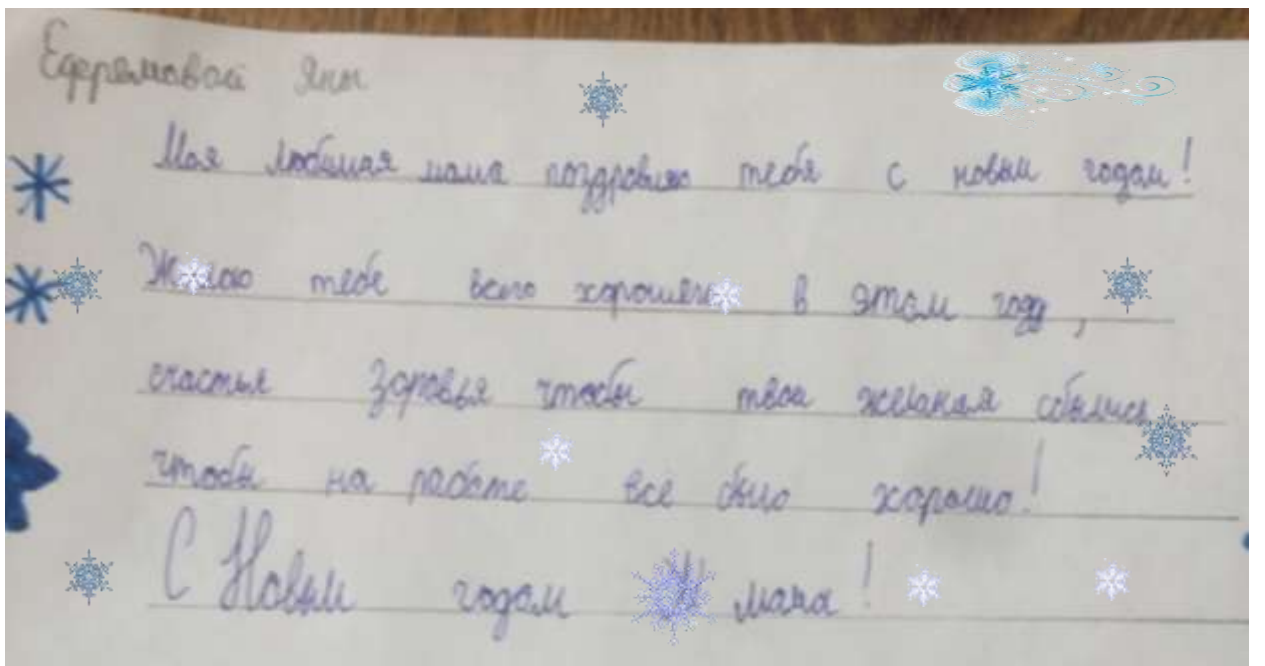 Ефремовой Яны
Моя любимая мама поздровляю тебя с новым годом!
Желаю тебе всего хорошего в этом году,
счастья здоровья чтобы твои желания сбылись
чтобы на работе все было хорошо!
С Новым годом мама!